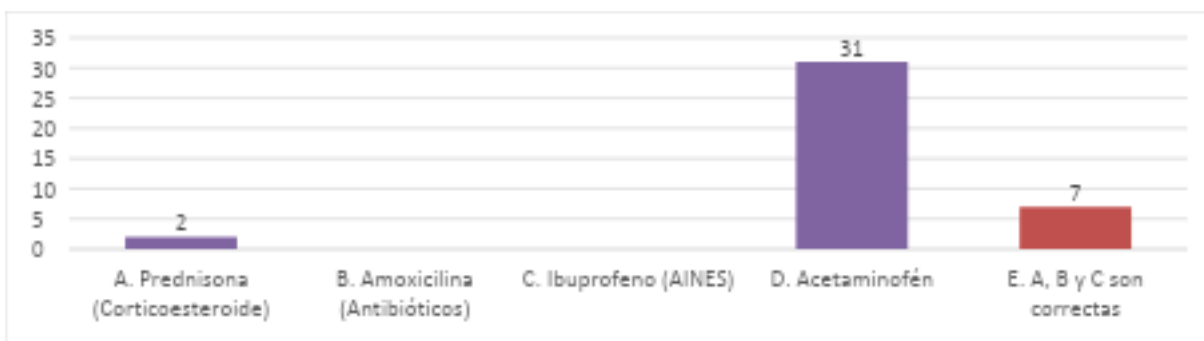 35
30
25
20
15
10
5
0
2
31
7
A. Prednisona
(Corticoesteroide)
B. Amoxicilina
(Antibióticos)
C. Ibuprofeno (AINES)
D. Acetaminofén
E. A, B y C son
correctas